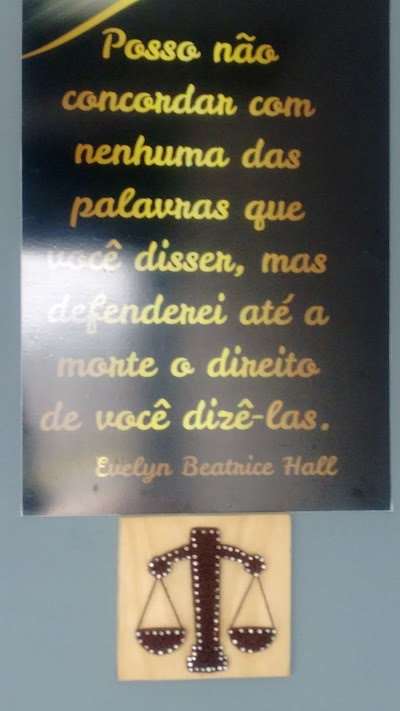 Posso não
concordar com
nenhuma das
palavras que
você disser, mas
defenderei até a
morte o direito
de você dizê-las.
Evelyn Beatrice Hall